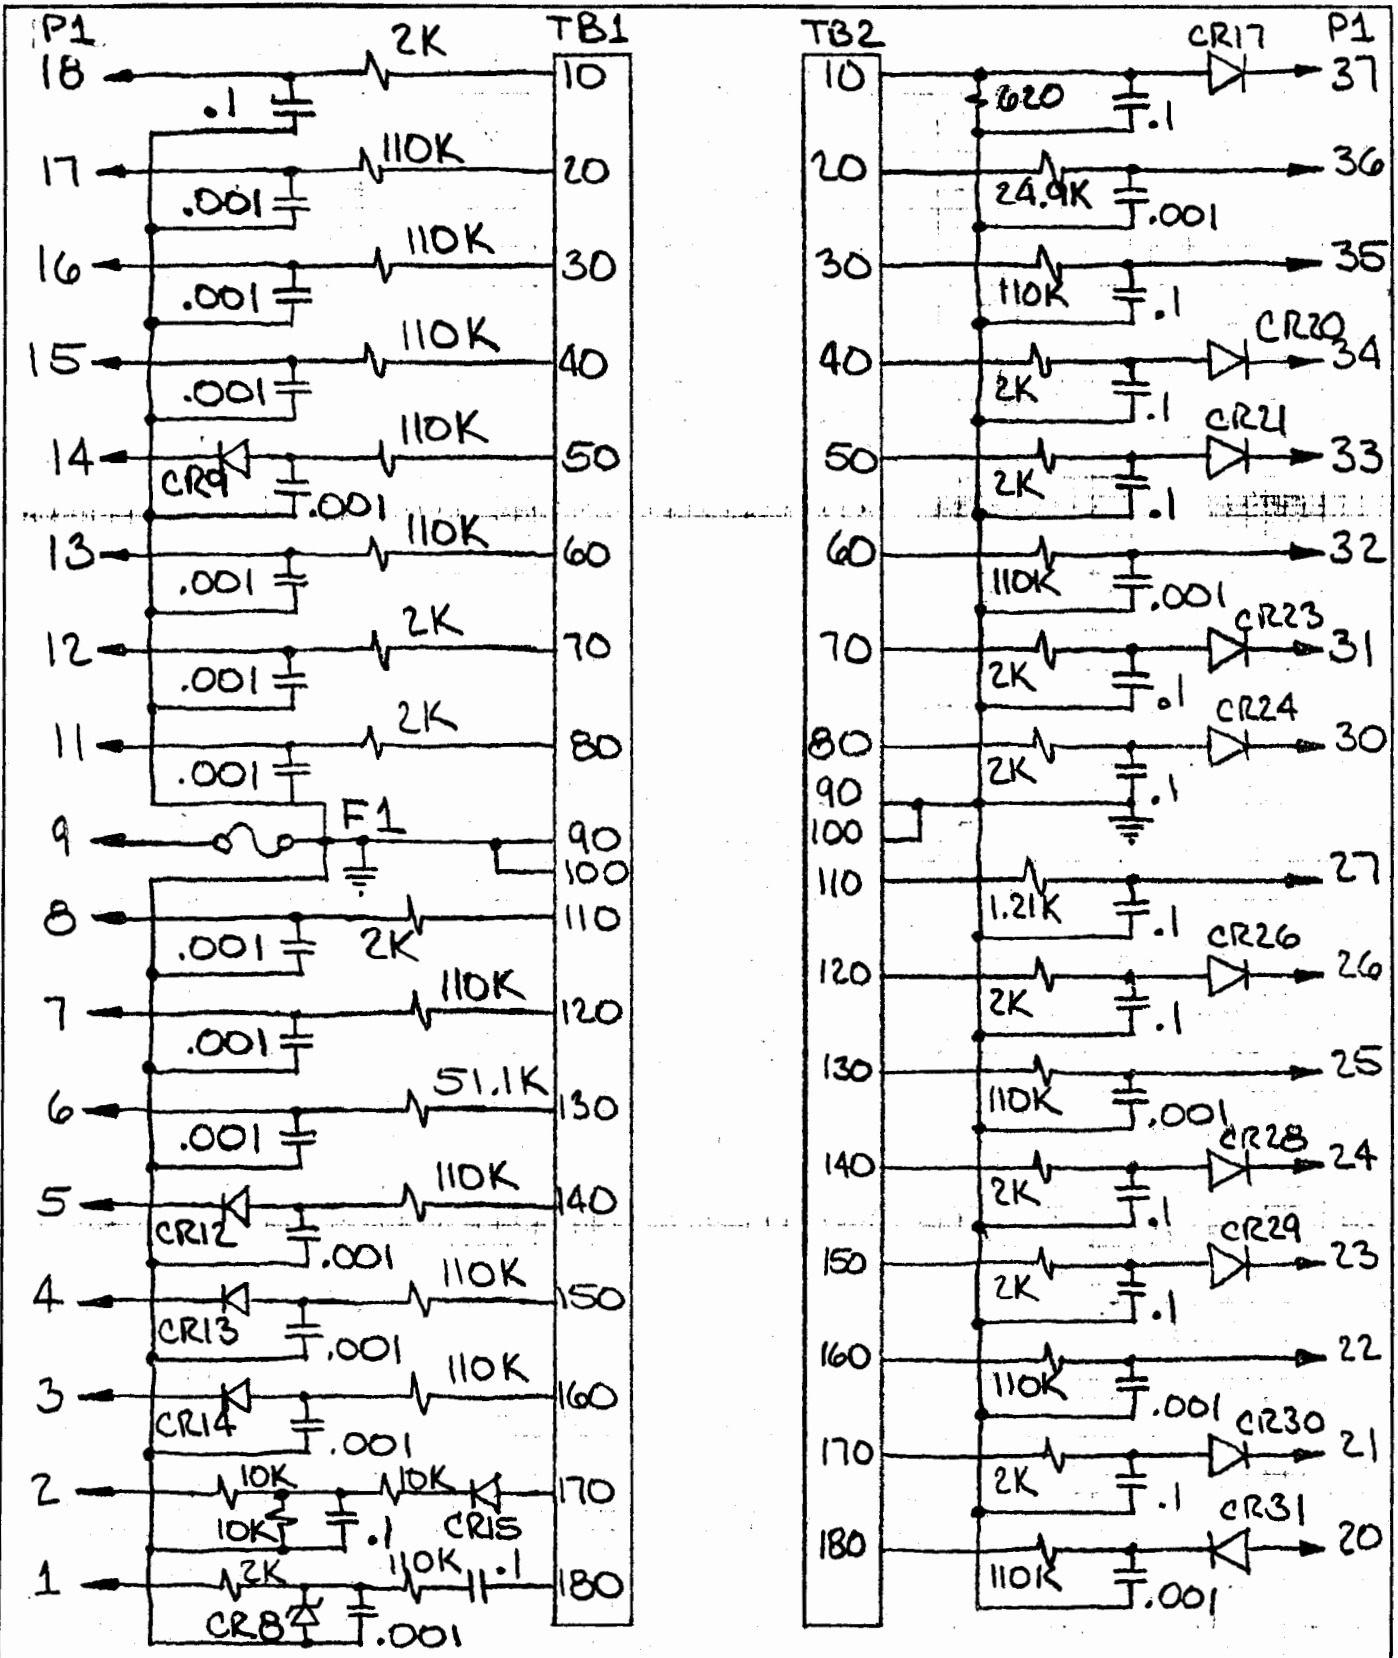 P1 2K TB1 TB2 CR17 P1
18 10 10 37
.1 620 .1
17 110K 20 20 36
.001 24.9K .001
16 110K 30 30 35
.001 110K .1
15 110K 40 40 CR20 34
.001 2K .1
14 110K 50 50 CR21 33
CR9 .001 2K .1
13 110K 60 60 32
.001 110K .001
12 2K 70 70 CR23 31
.001 2K .1
11 2K 80 80 CR24 30
.001 2K .1
9 F1 90 90
100 100
110 27
1.21K .1
8 110
.001 2K
120 CR26 26
2K .1
7 110K 120
.001
130 25
110K .001
6 51.1K 130
.001
140 CR28 24
2K .1
5 110K 140
CR12 .001
150 CR29 23
2K .1
4 110K 150
CR13 .001
160 22
110K .001
3 110K 160
CR14 .001
170 CR30 21
2K .1
2 10K 10K 170
10K .1 CR15
180 CR31 20
110K .001
1 2K 110K .1 180
CR8 .001